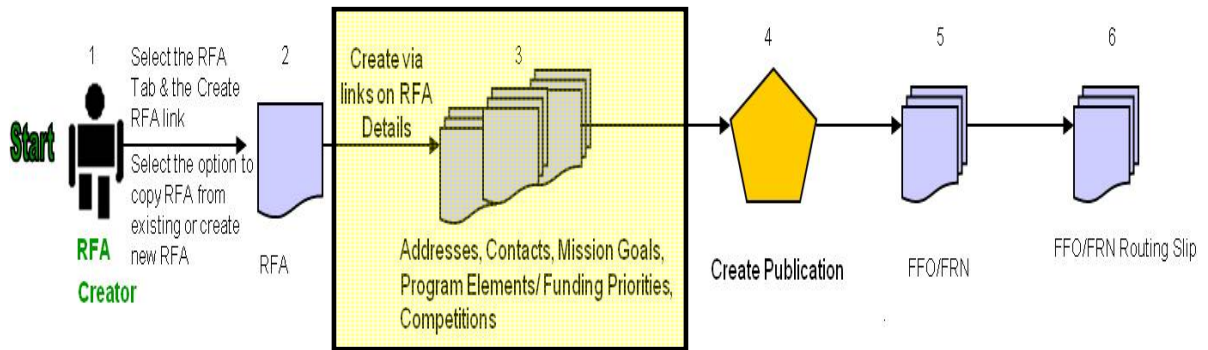 Start
1
Select the RFA
Tab & the Create
RFA link
Select the option to
copy RFA from
existing or create
new RFA
RFA
Creator
2
RFA
Create via
links on RFA
Details
3
Addresses, Contacts, Mission Goals,
Program Elements/ Funding Priorities,
Competitions
4
Create Publication
5
FFO/FRN
6
FFO/FRN Routing Slip